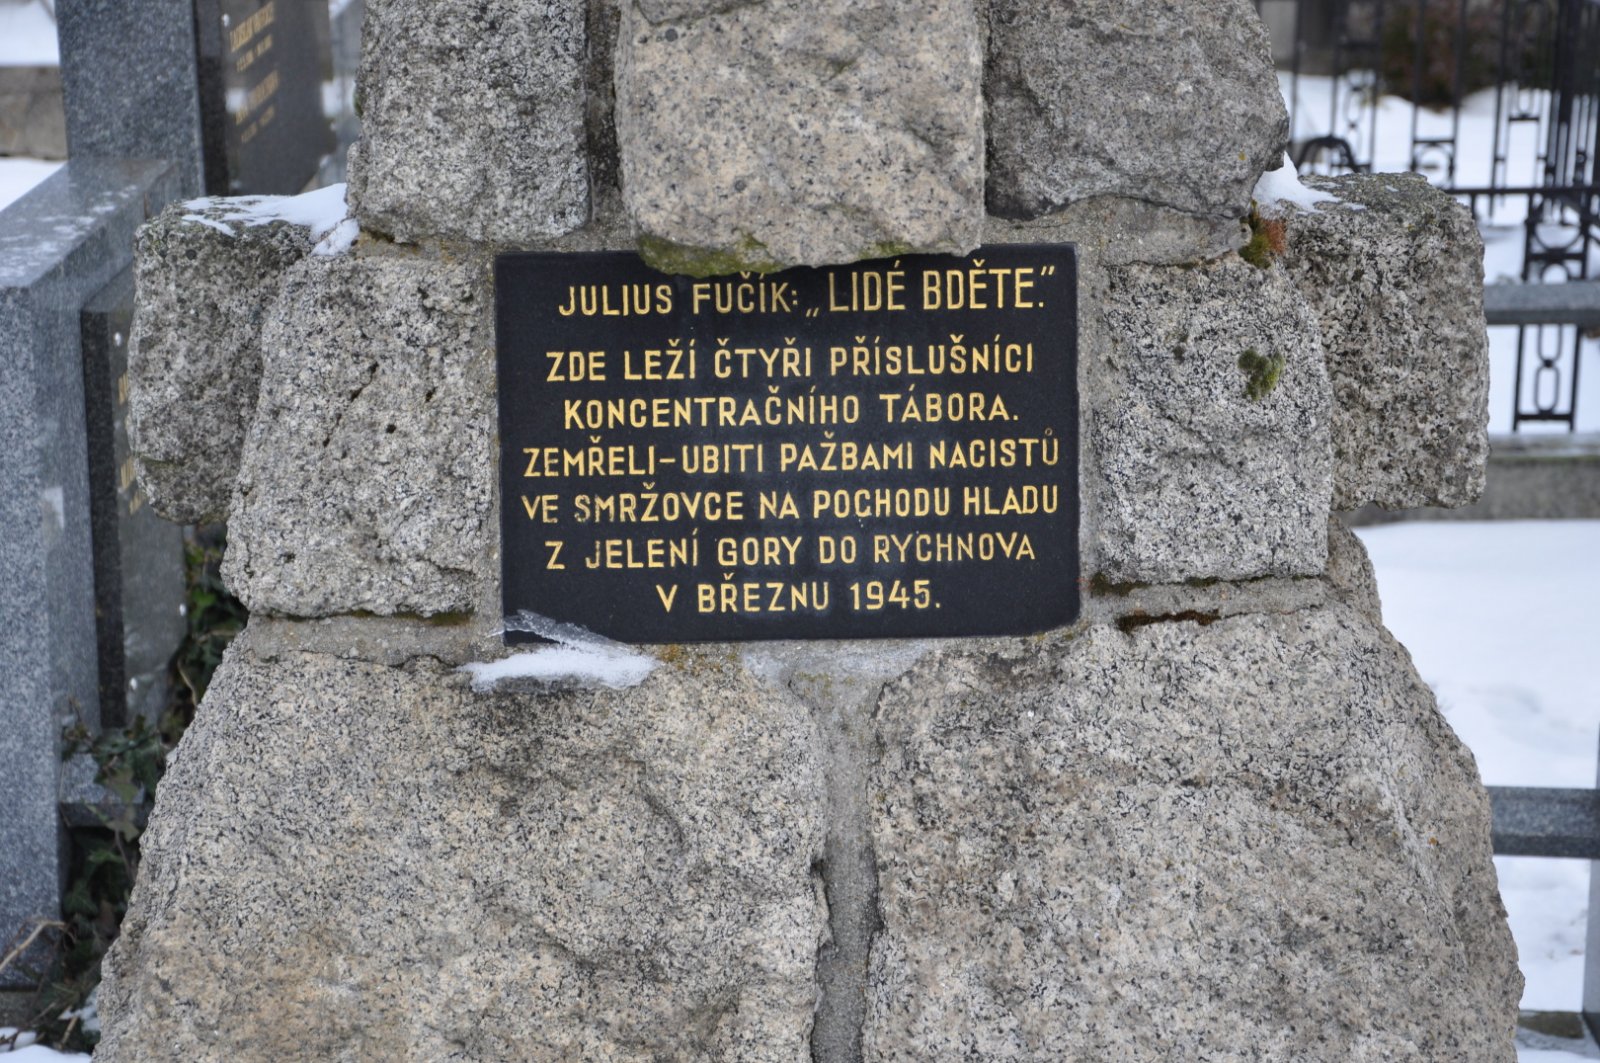 JULIUS FUČÍK: „LIDÉ BDĚTE.”
ZDE LEŽÍ ČTYŘI PŘÍSLUŠNÍCI
KONCENTRAČNÍHO TÁBORA.
ZEMŘELI-UBITI PAŽBAMI NACISTŮ
VE SMRŽOVCE NA POCHODU HLADU
Z JELENÍ GORY DO RYCHNOVA
V BŘEZNU 1945.